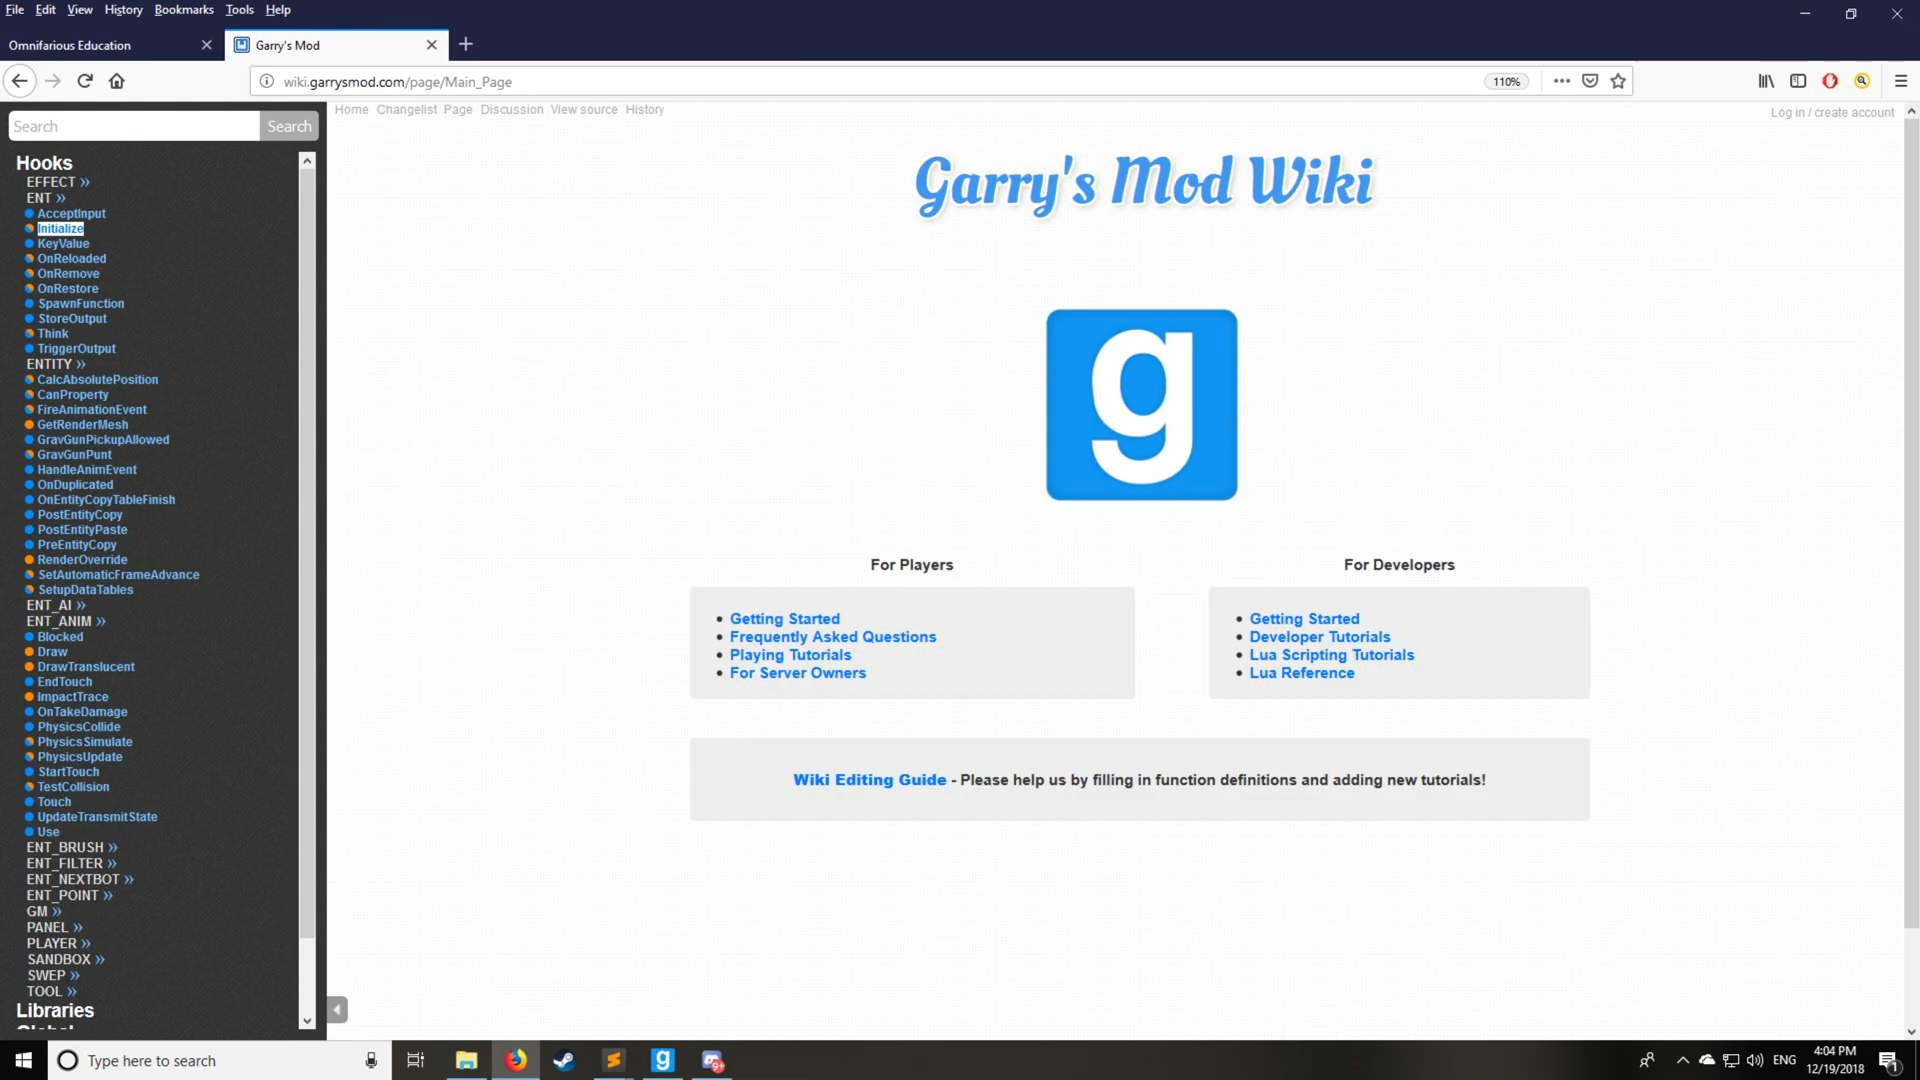 File Edit View History Bookmarks Tools Help
Omnifarious Education
Garry's Mod
wiki.garrysmod.com/page/Main_Page
110%
Search
Search
Home Changelist Page Discussion View source History
Log in / create account
Hooks
EFFECT »
ENT »
AcceptInput
Initialize
KeyValue
OnReloaded
OnRemove
OnRestore
SpawnFunction
StoreOutput
Think
TriggerOutput
ENTITY »
CalcAbsolutePosition
CanProperty
FireAnimationEvent
GetRenderMesh
GravGunPickupAllowed
GravGunPunt
HandleAnimEvent
OnDuplicated
OnEntityCopyTableFinish
PostEntityCopy
PostEntityPaste
PreEntityCopy
RenderOverride
SetAutomaticFrameAdvance
SetupDataTables
ENT_AI »
ENT_ANIM »
Blocked
Draw
DrawTranslucent
EndTouch
ImpactTrace
OnTakeDamage
PhysicsCollide
PhysicsSimulate
PhysicsUpdate
StartTouch
TestCollision
Touch
UpdateTransmitState
Use
ENT_BRUSH »
ENT_FILTER »
ENT_NEXTBOT »
ENT_POINT »
GM »
PANEL »
PLAYER »
SANDBOX »
SWEP »
TOOL »
Libraries
Global
Garry's Mod Wiki
g
For Players
Getting Started
Frequently Asked Questions
Playing Tutorials
For Server Owners
For Developers
Getting Started
Developer Tutorials
Lua Scripting Tutorials
Lua Reference
Wiki Editing Guide - Please help us by filling in function definitions and adding new tutorials!
Type here to search
g
9+
ENG
4:04 PM
12/19/2018
1